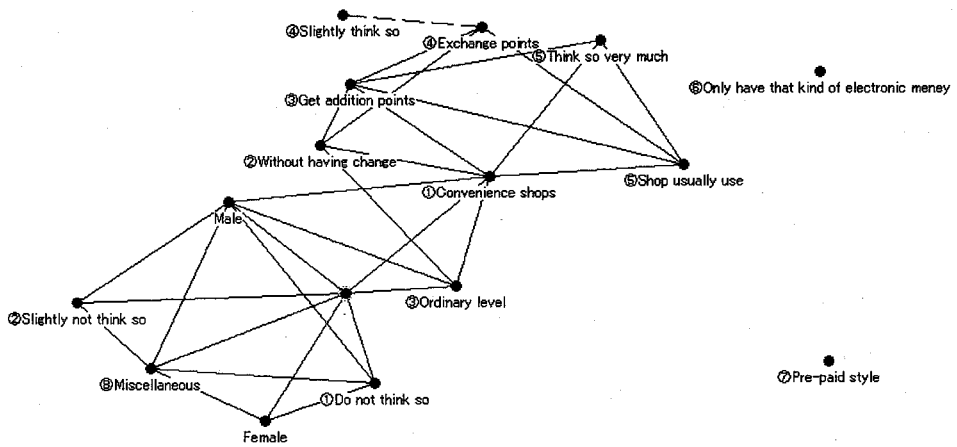 ④Slightly think so
④Exchange points
⑤Think so very much
⑥Only have that kind of electronic meney
③Get addition points
②Without having change
⑤Shop usually use
①Convenience shops
Male
③Ordinary level
②Slightly not think so
⑦Pre-paid style
⑧Miscellaneous
①Do not think so
Female